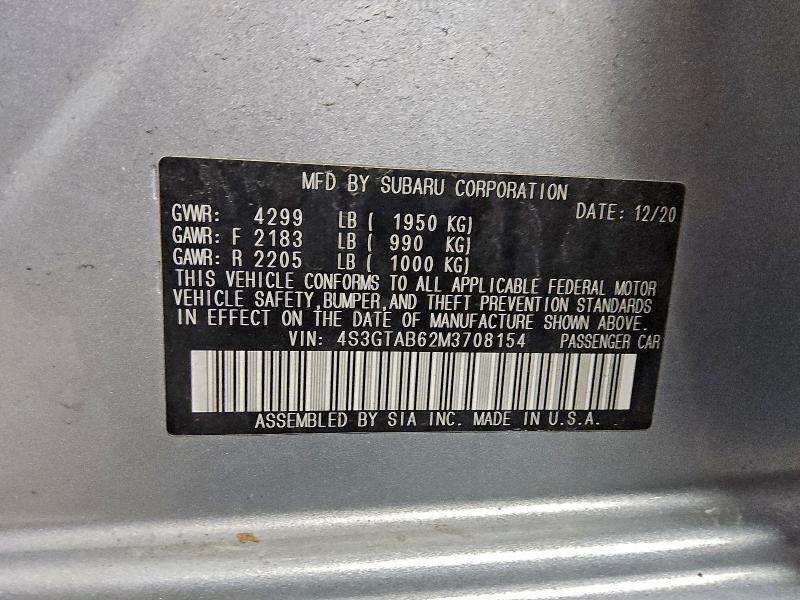 MFD BY SUBARU CORPORATION
DATE: 12/20
GVWR: 4299 LB ( 1950 KG)
GAWR: F 2183 LB ( 990 KG)
GAWR: R 2205 LB ( 1000 KG)
THIS VEHICLE CONFORMS TO ALL APPLICABLE FEDERAL MOTOR
VEHICLE SAFETY,BUMPER,AND THEFT PREVENTION STANDARDS
IN EFFECT ON THE DATE OF MANUFACTURE SHOWN ABOVE.
VIN: 4S3GTAB62M3708154 PASSENGER CAR
ASSEMBLED BY SIA INC. MADE IN U.S.A.